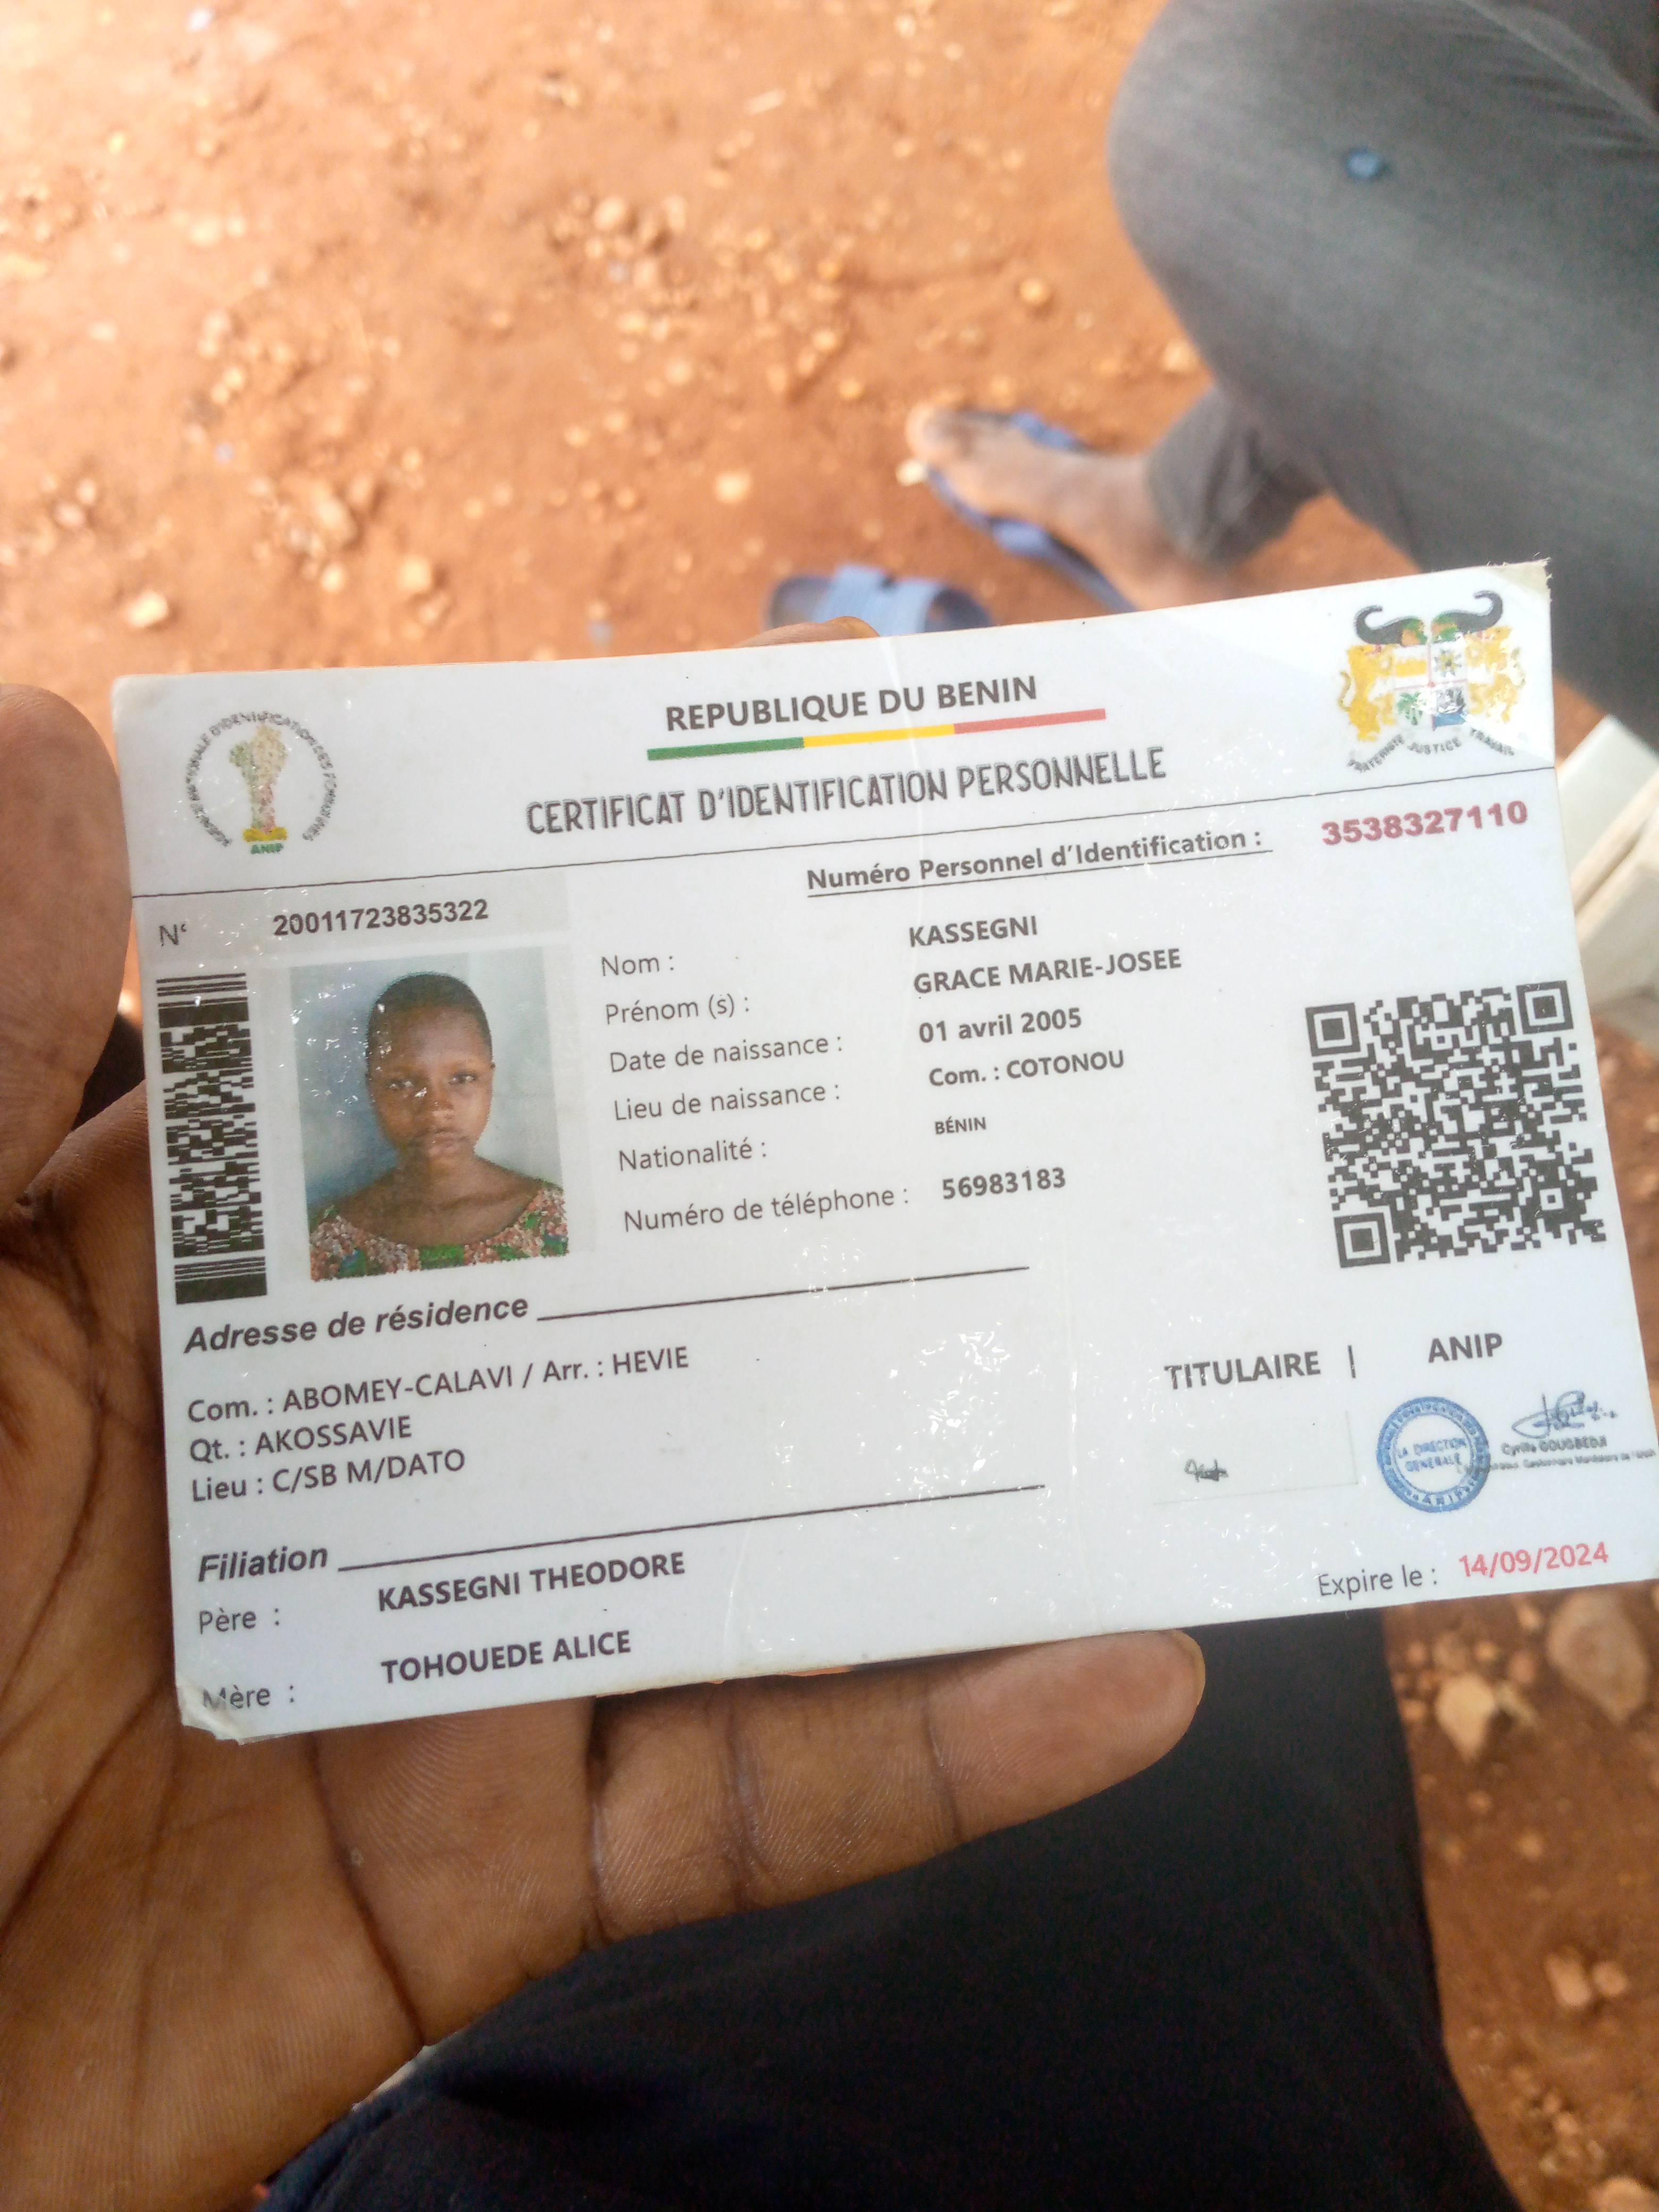 REPUBLIQUE DU BENIN
CERTIFICAT D'IDENTIFICATION PERSONNELLE
ANIP
FRATERNITE JUSTICE TRAVAIL
Numéro Personnel d'Identification : 3538327110
N° 20011723835322
Nom : KASSEGNI
Prénom (s) : GRACE MARIE-JOSEE
Date de naissance : 01 avril 2005
Lieu de naissance : Com. : COTONOU
Nationalité : BÉNIN
Numéro de téléphone : 56983183
Adresse de résidence
Com. : ABOMEY-CALAVI / Arr. : HEVIE
Qt. : AKOSSAVIE
Lieu : C/SB M/DATO
TITULAIRE | ANIP
LA DIRECTION
GENERALE
ANIP
Cyrille GOUGBEDJI
Filiation
Père : KASSEGNI THEODORE
Mère : TOHOUEDE ALICE
Expire le : 14/09/2024